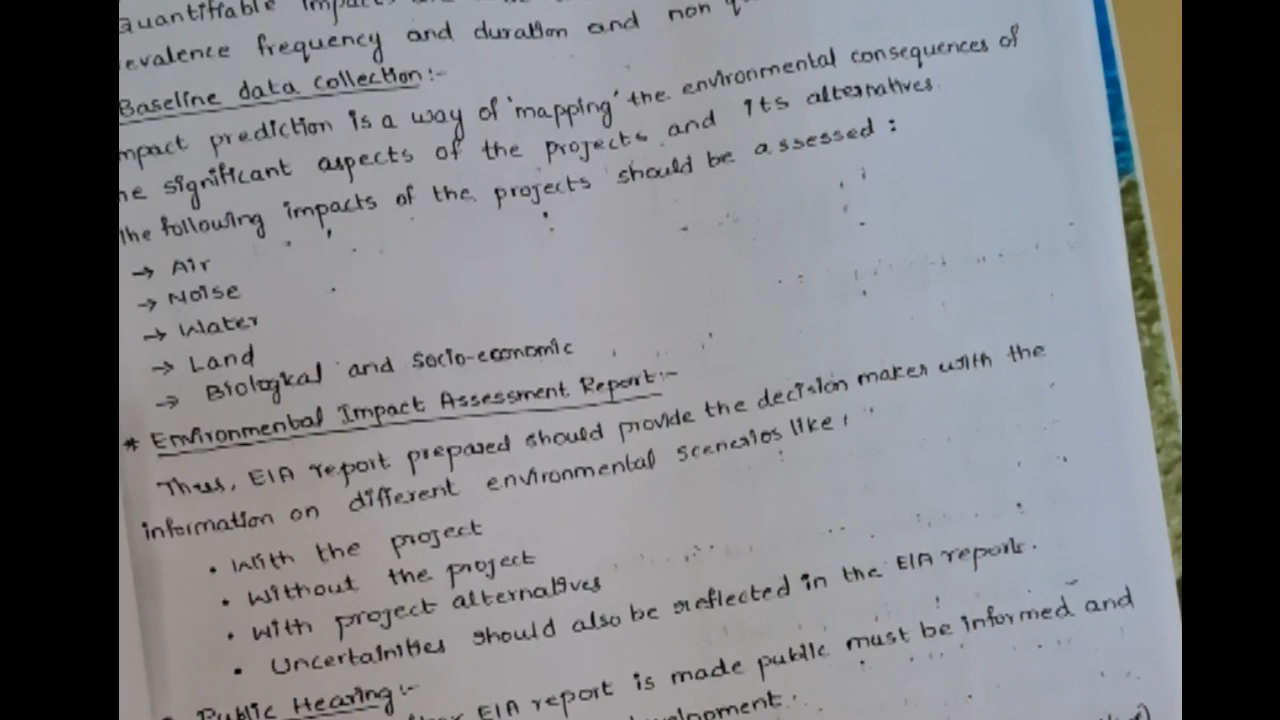 Quantifiable
evalence frequency and duration and non
Baseline data collection :-
mpact prediction is a way of 'mapping' the environmental consequences of
he significant aspects of the projects and its alternatives.
The following impacts of the projects should be assessed :
→ Air
→ Noise
→ Water
→ Land
→ Biological and Socio-economic
* Environmental Impact Assessment Report:-
Thus, EIA report prepared should provide the decision maker with the
information on different environmental scenerios like :
• With the project
• Without the project
• With project alternatives
• Uncertainities should also be reflected in the EIA report.
Public Hearing :-
EIA report is made public must be informed and